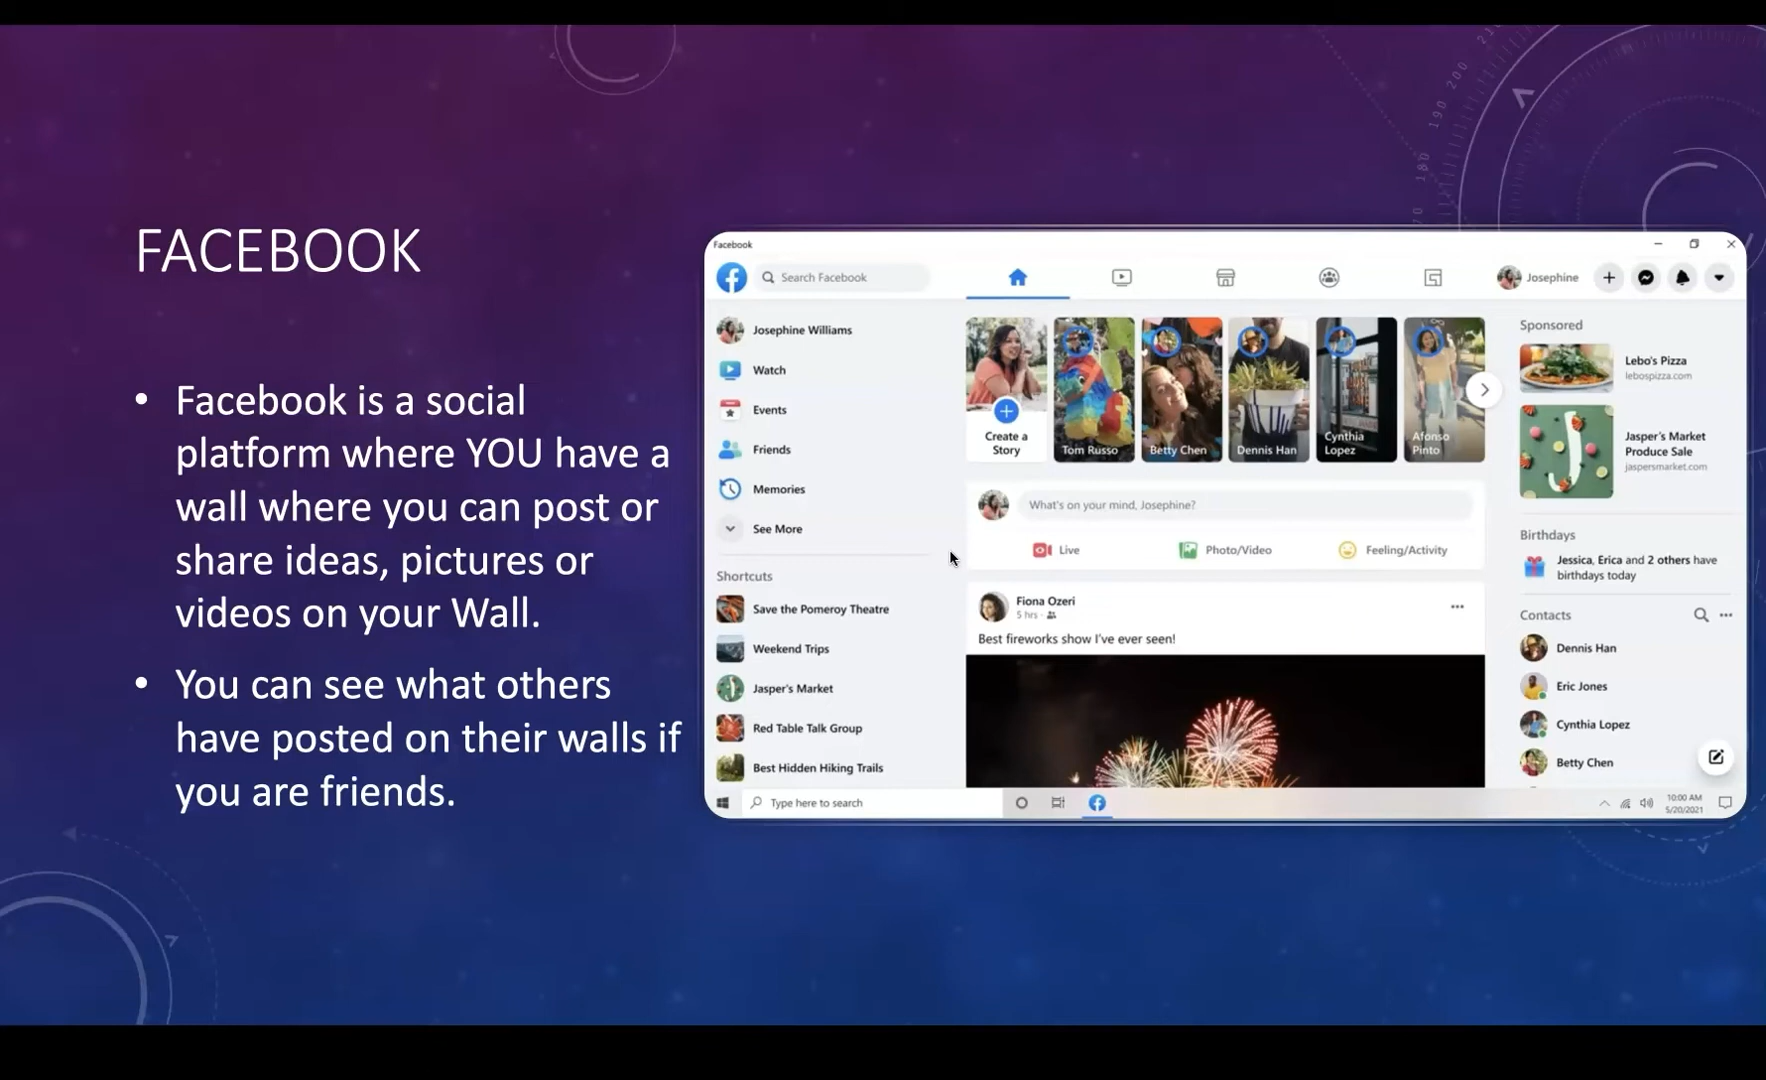 FACEBOOK
• Facebook is a social
platform where YOU have a
wall where you can post or
share ideas, pictures or
videos on your Wall.
• You can see what others
have posted on their walls if
you are friends.
Facebook
Search Facebook
Josephine
Josephine Williams
Watch
Events
Friends
Memories
See More
Shortcuts
Save the Pomeroy Theatre
Weekend Trips
Jasper's Market
Red Table Talk Group
Best Hidden Hiking Trails
Create a
Story
Tom Russo
Betty Chen
Dennis Han
Cynthia
Lopez
Afonso
Pinto
What's on your mind, Josephine?
Live
Photo/Video
Feeling/Activity
Fiona Ozeri
5 hrs ·
Best fireworks show I've ever seen!
Sponsored
Lebo's Pizza
lebospizza.com
Jasper's Market
Produce Sale
jaspersmarket.com
Birthdays
Jessica, Erica and 2 others have
birthdays today
Contacts
Dennis Han
Eric Jones
Cynthia Lopez
Betty Chen
Type here to search
10:00 AM
5/20/2021
180
190
200